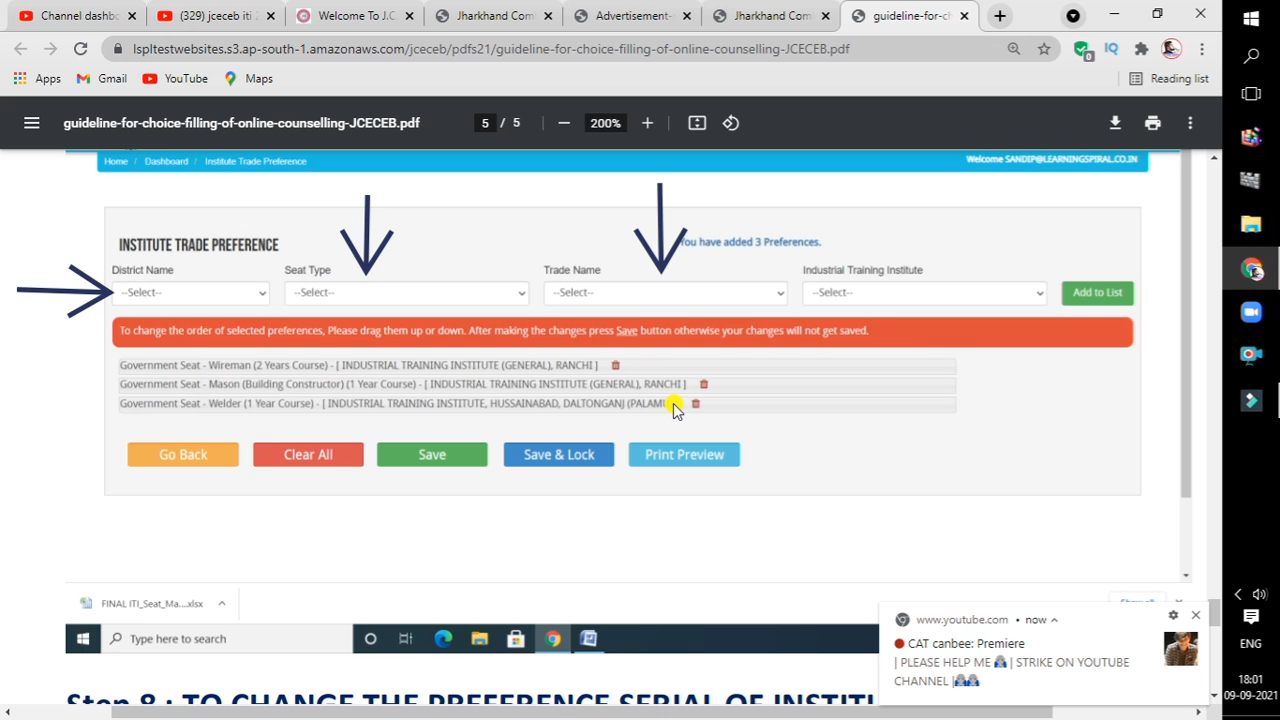 Channel dashb
(329) jceceb iti 2
Welcome To J.C
Jharkhand Com
Advertisement-
Jharkhand Com
guideline-for-ch
lspltestwebsites.s3.ap-south-1.amazonaws.com/jceceb/pdfs21/guideline-for-choice-filling-of-online-counselling-JCECEB.pdf
0
IQ
Apps
Gmail
YouTube
Maps
Reading list
guideline-for-choice-filling-of-online-counselling-JCECEB.pdf
5 / 5
200%
Home / Dashboard / Institute Trade Preference
Welcome SANDIP@LEARNINGSPIRAL.CO.IN
INSTITUTE TRADE PREFERENCE
You have added 3 Preferences.
District Name
Seat Type
Trade Name
Industrial Training Institute
--Select--
--Select--
--Select--
--Select--
Add to List
To change the order of selected preferences, Please drag them up or down. After making the changes press Save button otherwise your changes will not get saved.
Government Seat - Wireman (2 Years Course) - [ INDUSTRIAL TRAINING INSTITUTE (GENERAL), RANCHI ]
Government Seat - Mason (Building Constructor) (1 Year Course) - [ INDUSTRIAL TRAINING INSTITUTE (GENERAL), RANCHI ]
Government Seat - Welder (1 Year Course) - [ INDUSTRIAL TRAINING INSTITUTE, HUSSAINABAD, DALTONGANJ (PALAMU
Go Back
Clear All
Save
Save & Lock
Print Preview
FINAL ITI_Seat_Ma....xlsx
Type here to search
www.youtube.com • now
CAT canbee: Premiere
| PLEASE HELP ME | STRIKE ON YOUTUBE
CHANNEL |
Step 8 : TO CHANGE THE PREFERENCE SERIAL OF INSTIT
ENG
18:01
09-09-2021